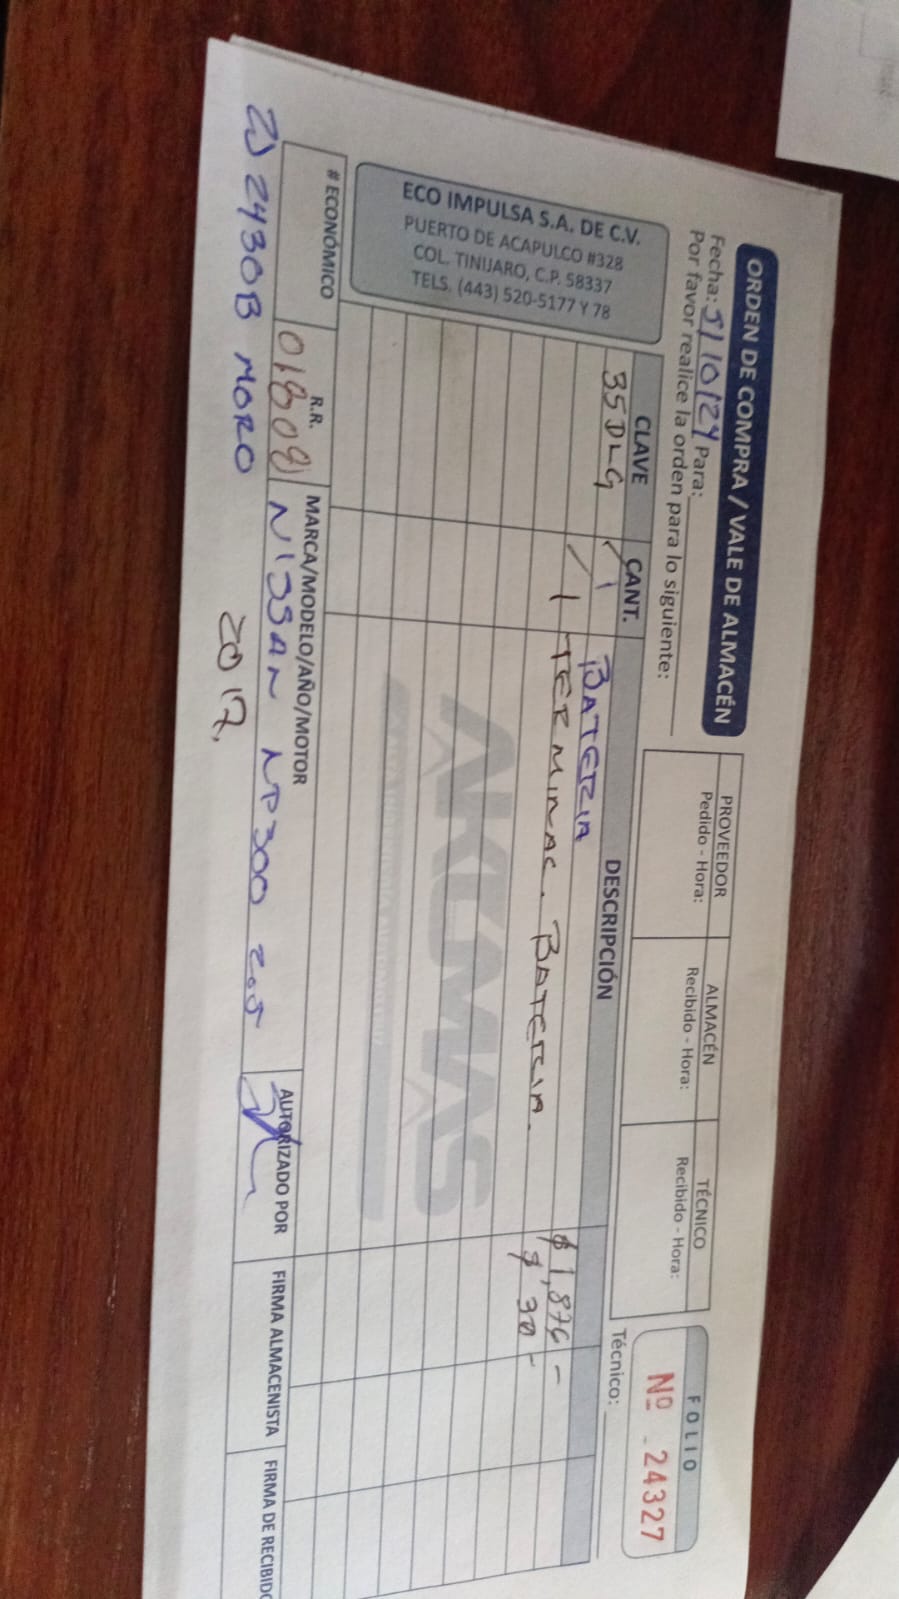 ORDEN DE COMPRA / VALE DE ALMACÉN
Fecha: 5/10/24 Para:
Por favor realice la orden para lo siguiente:
PROVEEDOR
Pedido - Hora:
ALMACÉN
Recibido - Hora:
TÉCNICO
Recibido - Hora:
FOLIO
Nº 24327
Técnico:
ECO IMPULSA S.A. DE C.V.
PUERTO DE ACAPULCO #328
COL. TINIJARO, C.P. 58337
TELS. (443) 520-5177 Y 78
CLAVE CANT. DESCRIPCIÓN
35DLG 1 BATERIA $1,876-
1 TERMINAL. BATERIA. $ 30-
AKUMAS
# ECONÓMICO R.R. MARCA/MODELO/AÑO/MOTOR AUTORIZADO POR FIRMA ALMACENISTA FIRMA DE RECIBIDO
NISSAN NP300 2.5
2430B MORO 2017.